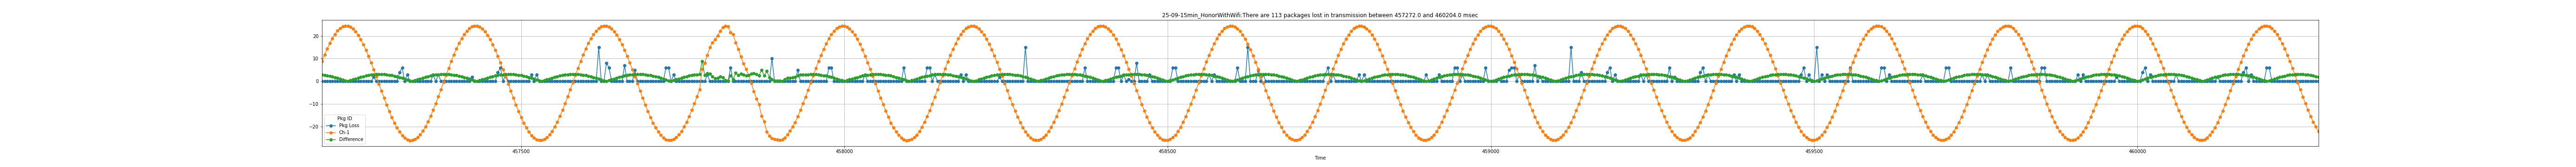 25-09-15min_HonorWithWifi:There are 113 packages lost in transmission between 457272.0 and 460204.0 msec
20
10
0
−10
−20
Pkg ID
Pkg Loss
Ch-1
Difference
457500
458000
458500
459000
459500
460000
Time